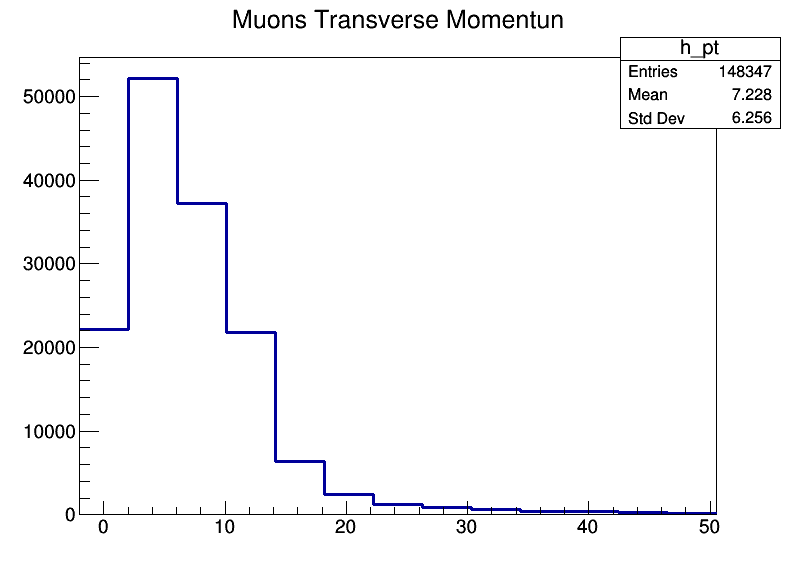 Muons Transverse Momentun
h_pt
Entries 148347
Mean 7.228
Std Dev 6.256
50000
40000
30000
20000
10000
0
0 10 20 30 40 50